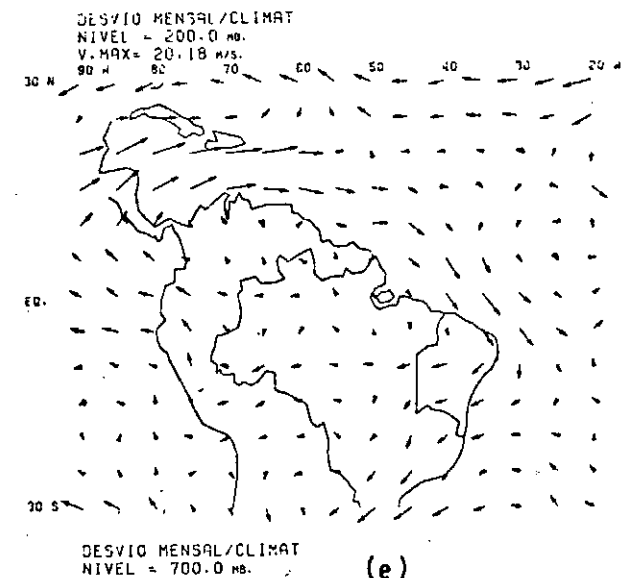 DESVIO MENSAL/CLIMAT
NIVEL = 200.0 MB.
V.MAX= 20.18 M/S.
90 W 80 70 60 50 40 30 20 W
30 N
EQ.
30 S
DESVIO MENSAL/CLIMAT
NIVEL = 700.0 MB.
(e)